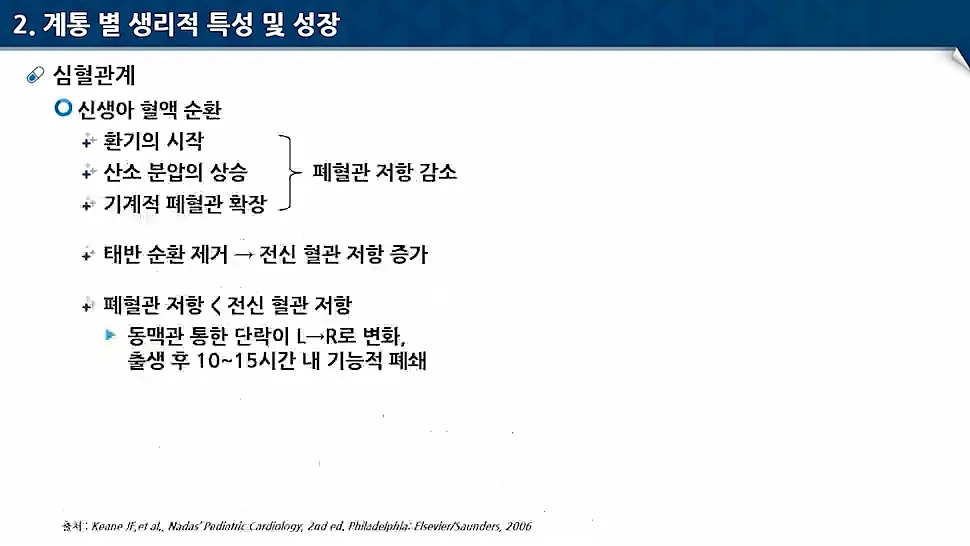 2. 계통 별 생리적 특성 및 성장
심혈관계
신생아 혈액 순환
환기의 시작
산소 분압의 상승
기계적 폐혈관 확장
폐혈관 저항 감소
태반 순환 제거 → 전신 혈관 저항 증가
폐혈관 저항 < 전신 혈관 저항
동맥관 통한 단락이 L→R로 변화,
출생 후 10~15시간 내 기능적 폐쇄
출처 : Keane JF,et al., Nadas' Pediatric Cardiology, 2nd ed. Philadelphia: Elsevier/Saunders, 2006